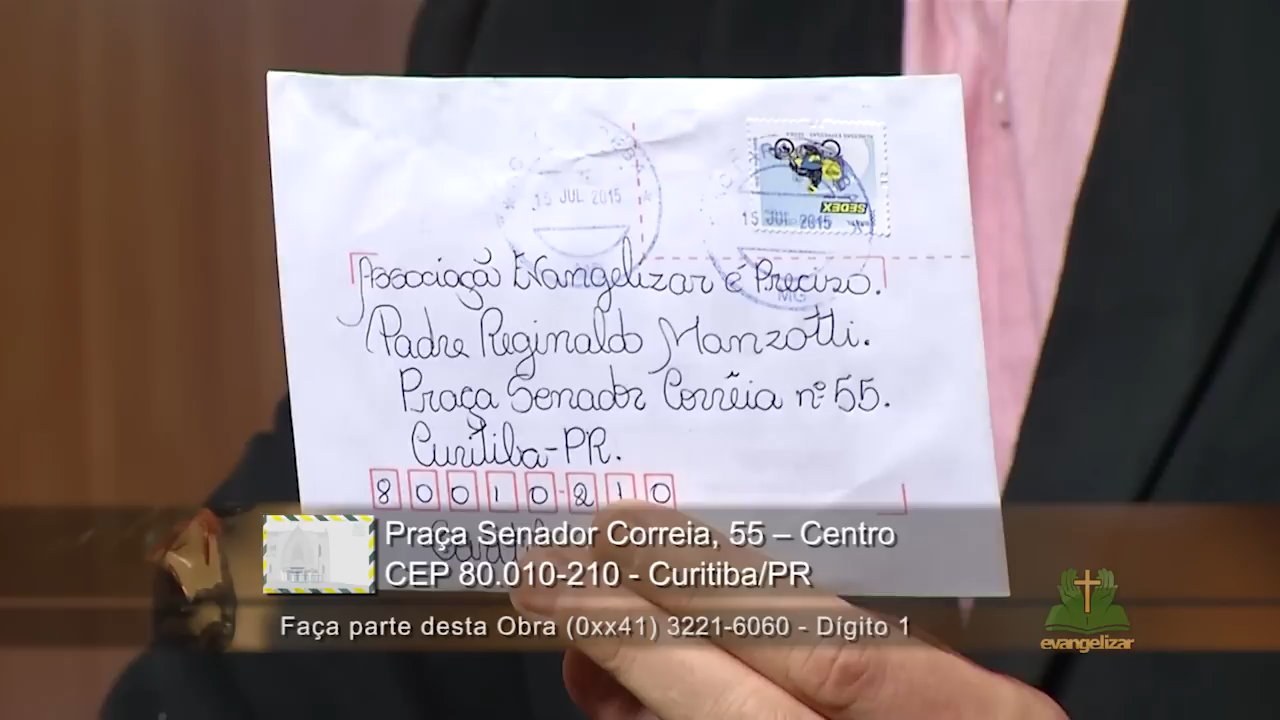 15 JUL 2015
SEDEX
15 JUL 2015
MG
Associaçã Evangelizar é Preciso.
Padre Reginaldo Manzotti.
Praça Senador Corrêia nº 55.
Curitiba-PR.
80010-210
Praça Senador Correia, 55 – Centro
CEP 80.010-210 - Curitiba/PR
Faça parte desta Obra (0xx41) 3221-6060 - Dígito 1
evangelizar